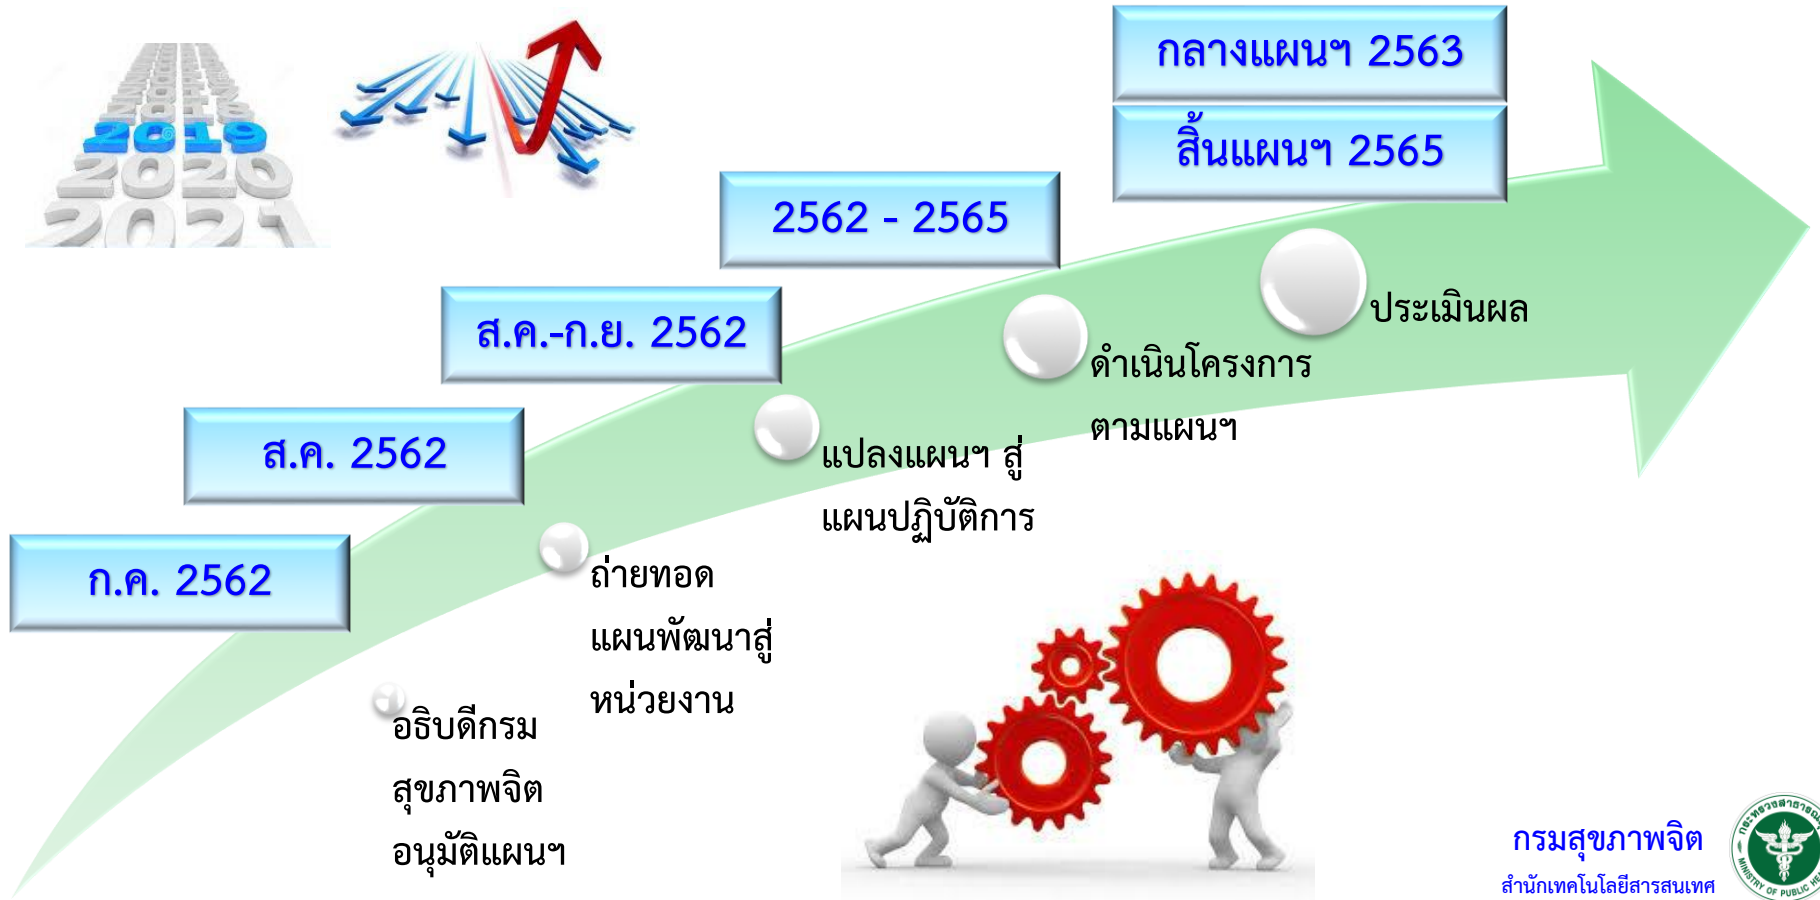 2019
2020
2021
กลางแผนฯ 2563
สิ้นแผนฯ 2565
2562 - 2565
ส.ค.-ก.ย. 2562
ส.ค. 2562
ก.ค. 2562
ประเมินผล
ดำเนินโครงการ
ตามแผนฯ
แปลงแผนฯ สู่
แผนปฏิบัติการ
ถ่ายทอด
แผนพัฒนาสู่
หน่วยงาน
อธิบดีกรม
สุขภาพจิต
อนุมัติแผนฯ
กรมสุขภาพจิต
สำนักเทคโนโลยีสารสนเทศ